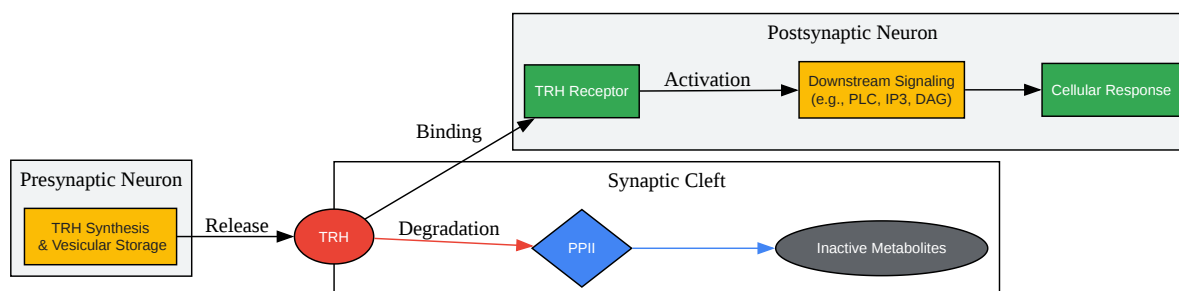 Postsynaptic Neuron
TRH Receptor
Activation
Downstream Signaling
(e.g., PLC, IP3, DAG)
Cellular Response
Binding
Presynaptic Neuron
TRH Synthesis
& Vesicular Storage
Release
Synaptic Cleft
TRH
Degradation
PPII
Inactive Metabolites